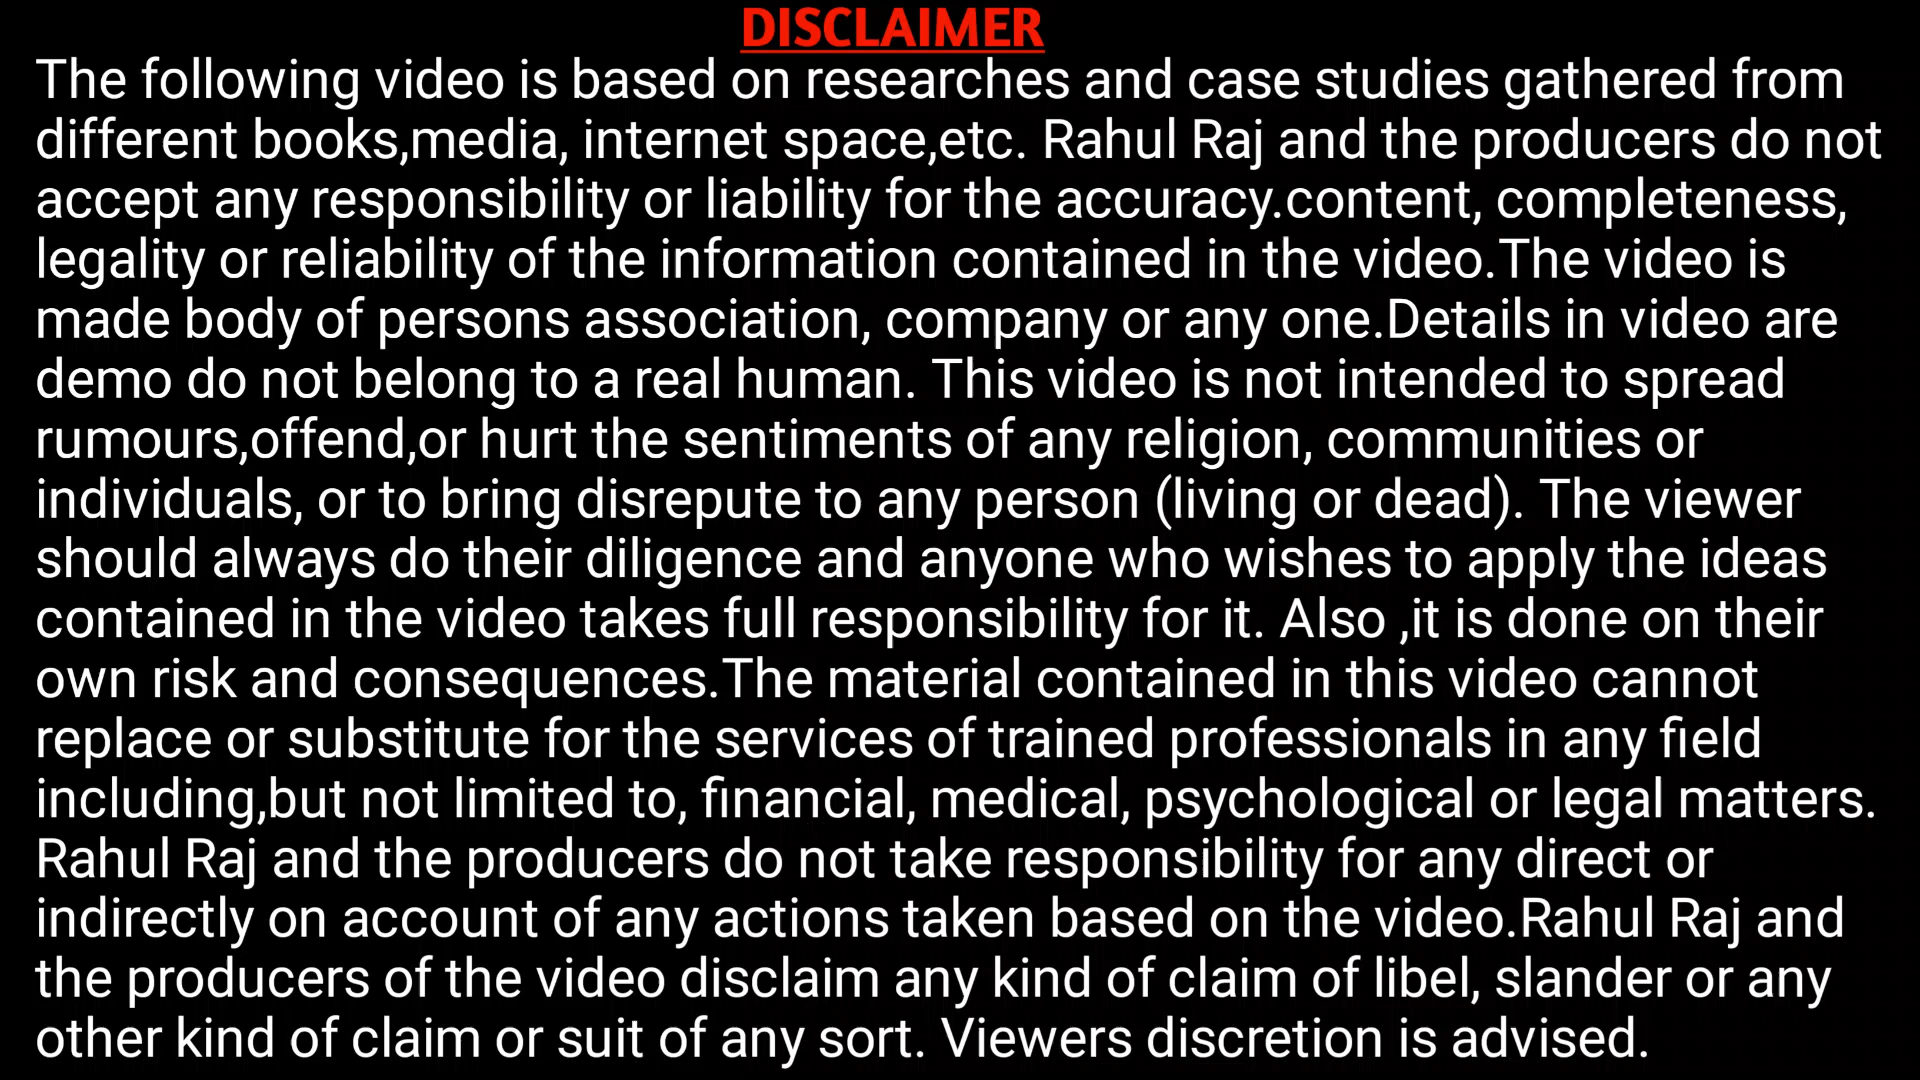 DISCLAIMER
The following video is based on researches and case studies gathered from
different books,media, internet space,etc. Rahul Raj and the producers do not
accept any responsibility or liability for the accuracy.content, completeness,
legality or reliability of the information contained in the video.The video is
made body of persons association, company or any one.Details in video are
demo do not belong to a real human. This video is not intended to spread
rumours,offend,or hurt the sentiments of any religion, communities or
individuals, or to bring disrepute to any person (living or dead). The viewer
should always do their diligence and anyone who wishes to apply the ideas
contained in the video takes full responsibility for it. Also ,it is done on their
own risk and consequences.The material contained in this video cannot
replace or substitute for the services of trained professionals in any field
including,but not limited to, financial, medical, psychological or legal matters.
Rahul Raj and the producers do not take responsibility for any direct or
indirectly on account of any actions taken based on the video.Rahul Raj and
the producers of the video disclaim any kind of claim of libel, slander or any
other kind of claim or suit of any sort. Viewers discretion is advised.